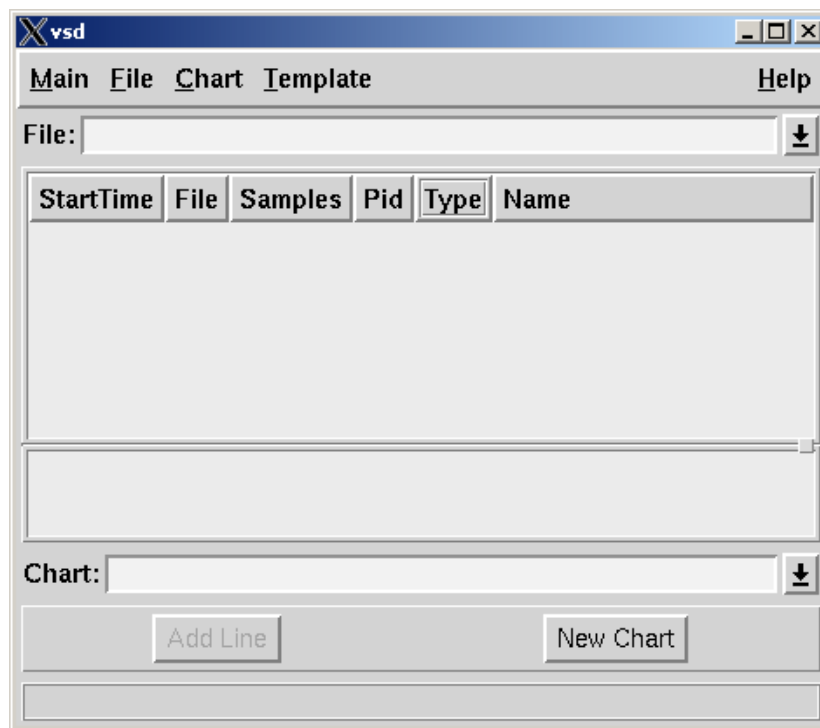 vsd
Main File Chart Template Help
File:
StartTime File Samples Pid Type Name
Chart:
Add Line New Chart